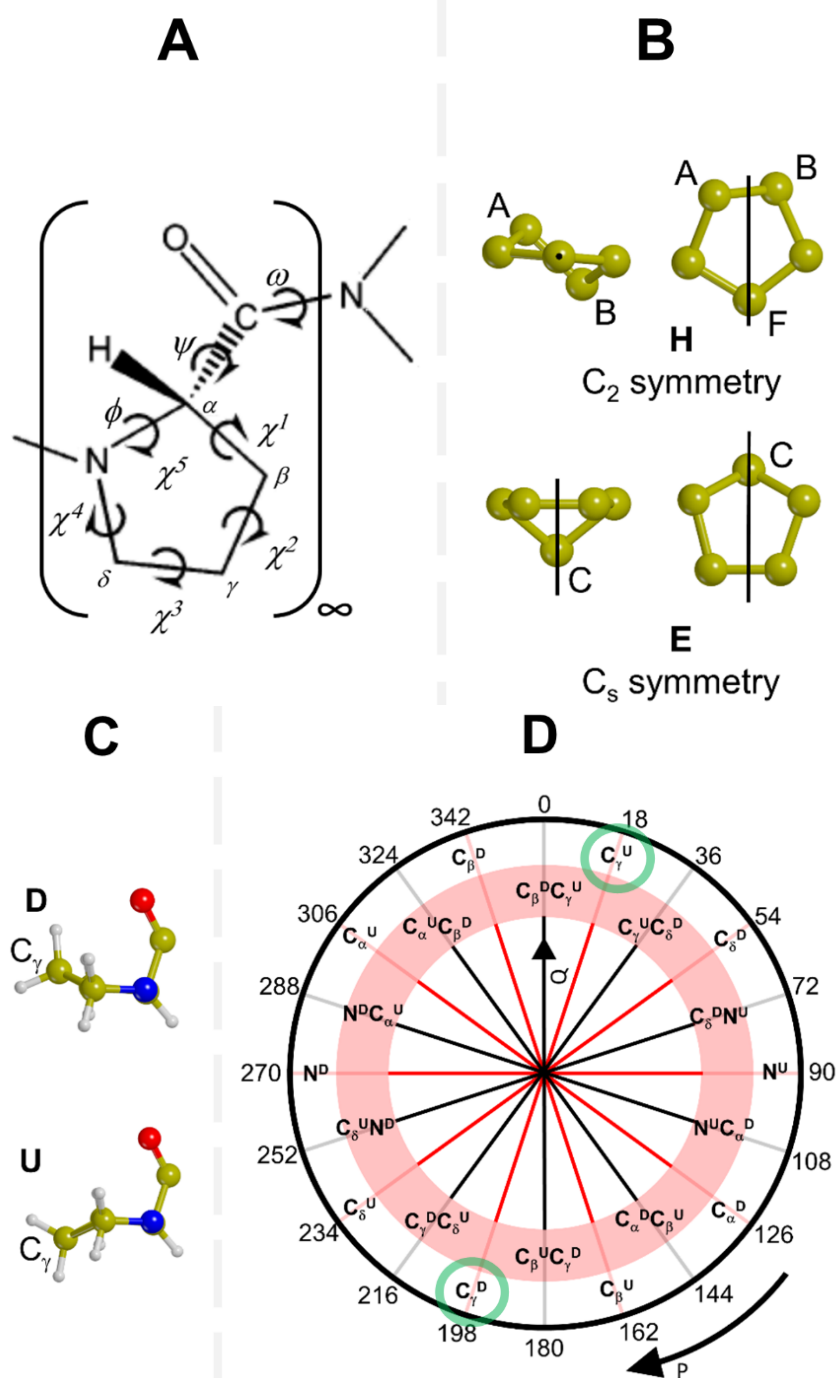 A
B
O
C
ω
N
H
ψ
α
ϕ
χ1
N
χ5
β
χ4
χ2
δ
γ
χ3
∞
A
B
A
B
F
H
C2 symmetry
C
C
E
Cs symmetry
C
D
D
Cγ
U
Cγ
0
18
36
54
72
90
108
126
144
162
180
198
216
234
252
270
288
306
324
342
CβD
CγU
CβDCγU
CαUCβD
CγUCδD
CαU
CδD
Q
NDCαU
CδDNU
ND
NU
CδUND
NUCαD
CδU
CαD
CγDCδU
CαDCβU
CβUCγD
CγD
CβU
P